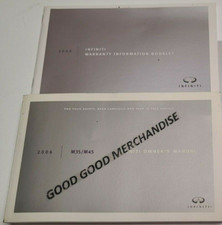 2006 INFINITI
WARRANTY INFORMATION BOOKLET
INFINITI
2006 M35/M45
OWNER'S MANUAL
GOOD GOOD MERCHANDISE
INFINITI